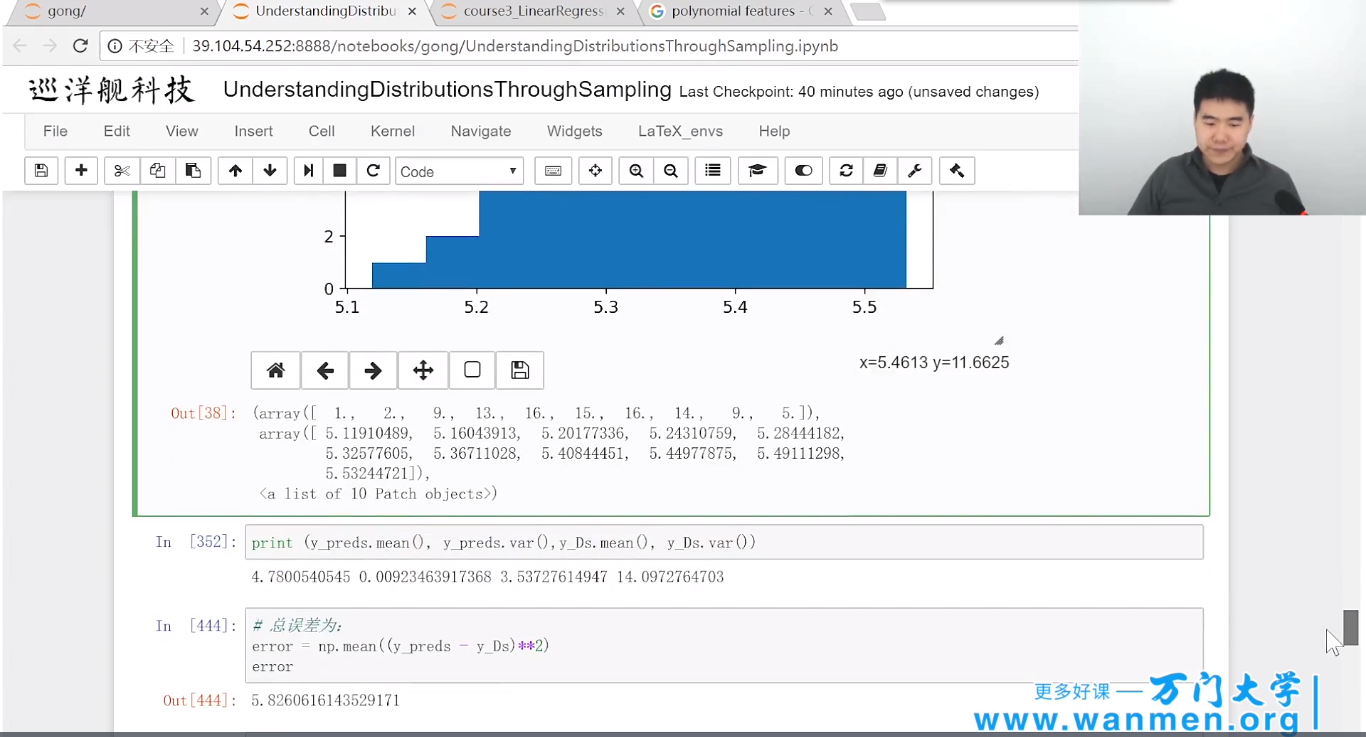 gong/
UnderstandingDistribu
course3_LinearRegress
polynomial features - G
不安全
39.104.54.252:8888/notebooks/gong/UnderstandingDistributionsThroughSampling.ipynb
巡洋舰科技
UnderstandingDistributionsThroughSampling Last Checkpoint: 40 minutes ago (unsaved changes)
File Edit View Insert Cell Kernel Navigate Widgets LaTeX_envs Help
Code
2
0
5.1 5.2 5.3 5.4 5.5
x=5.4613 y=11.6625
Out[38]: (array([ 1., 2., 9., 13., 16., 15., 16., 14., 9., 5.]),
array([ 5.11910489, 5.16043913, 5.20177336, 5.24310759, 5.28444182,
5.32577605, 5.36711028, 5.40844451, 5.44977875, 5.49111298,
5.53244721]),
<a list of 10 Patch objects>)
In [352]: print (y_preds.mean(), y_preds.var(),y_Ds.mean(), y_Ds.var())
4.7800540545 0.00923463917368 3.53727614947 14.0972764703
In [444]: # 总误差为:
error = np.mean((y_preds - y_Ds)**2)
error
Out[444]: 5.8260616143529171
更多好课 — 万门大学
www.wanmen.org